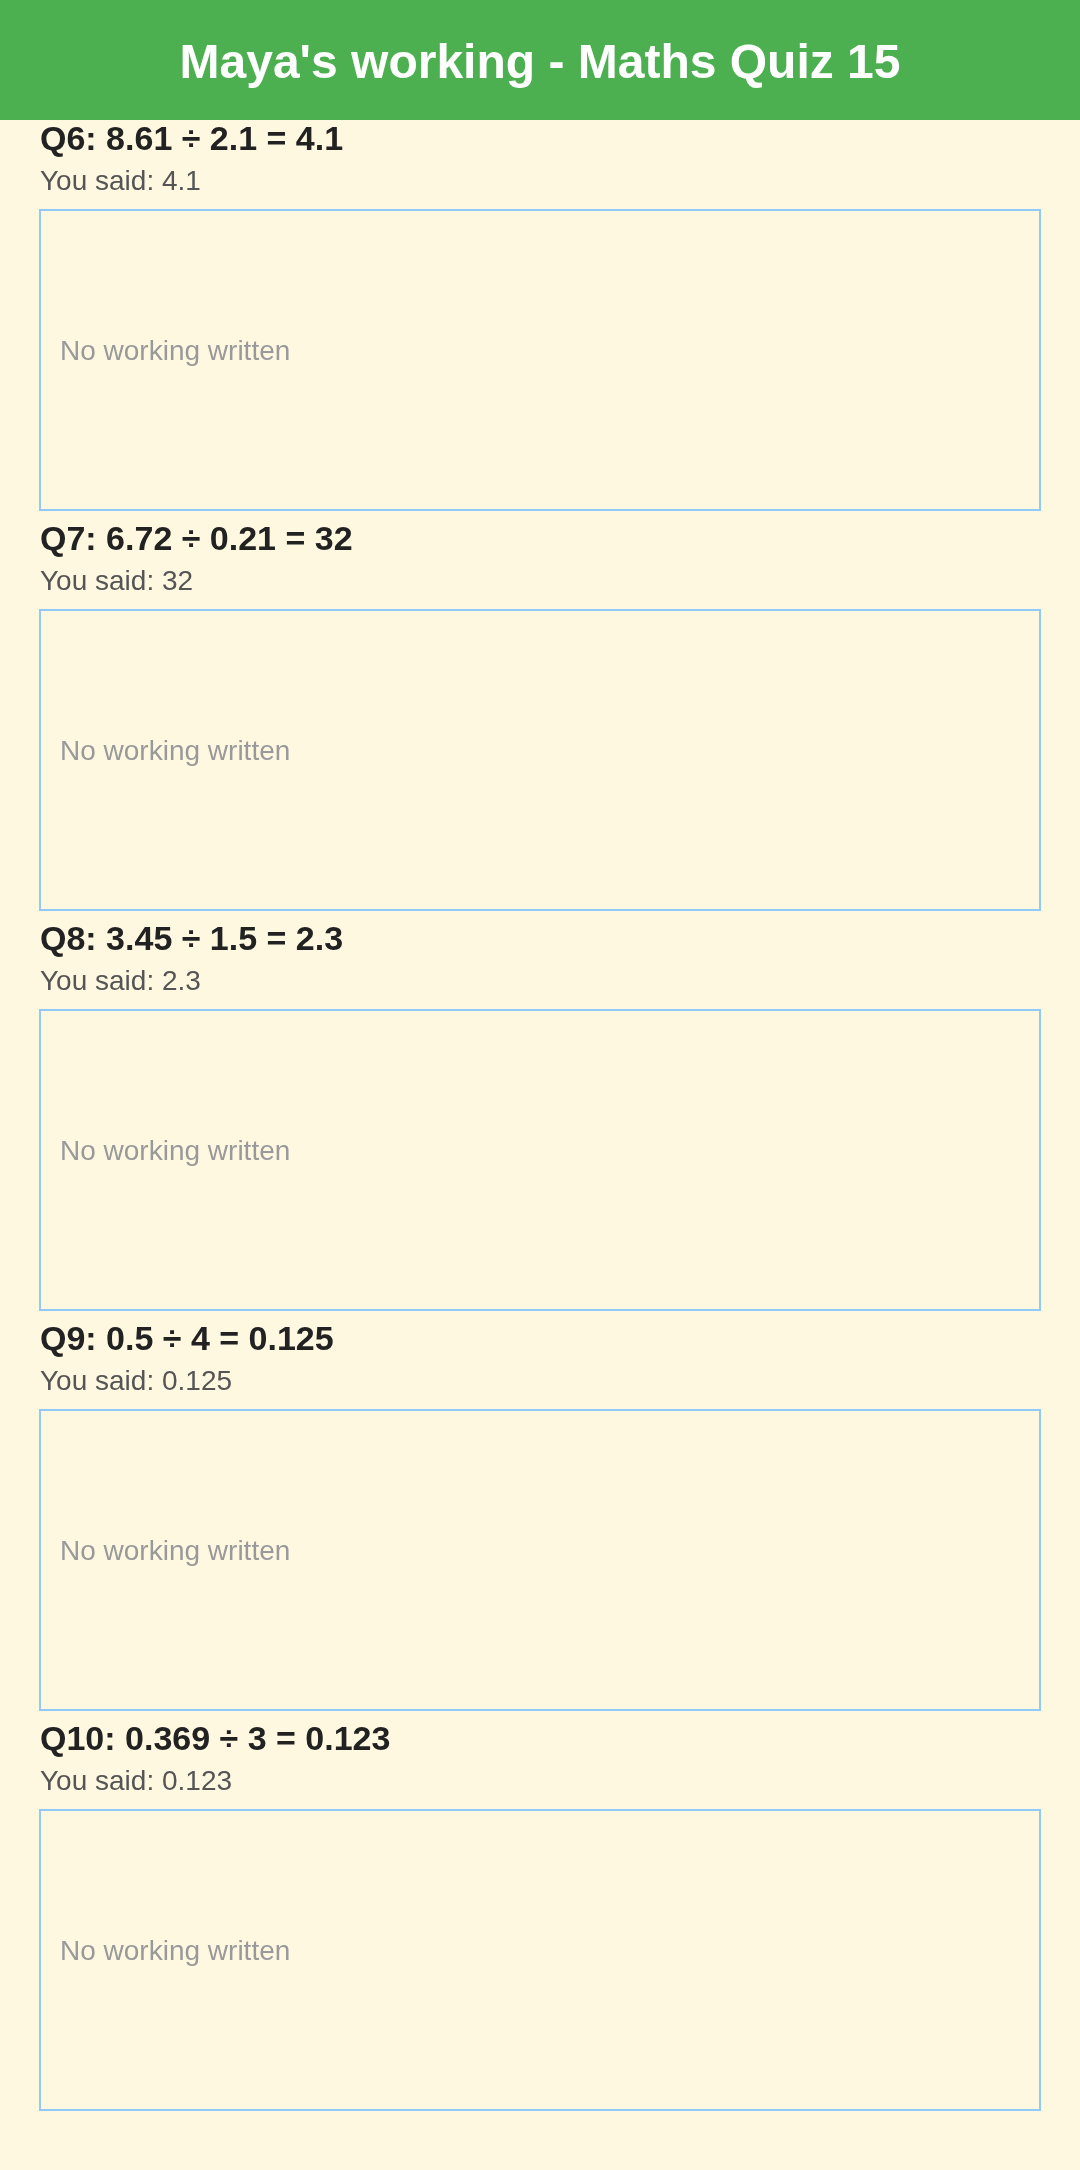 Maya's working - Maths Quiz 15
Q6: 8.61 ÷ 2.1 = 4.1
You said: 4.1
No working written
Q7: 6.72 ÷ 0.21 = 32
You said: 32
No working written
Q8: 3.45 ÷ 1.5 = 2.3
You said: 2.3
No working written
Q9: 0.5 ÷ 4 = 0.125
You said: 0.125
No working written
Q10: 0.369 ÷ 3 = 0.123
You said: 0.123
No working written